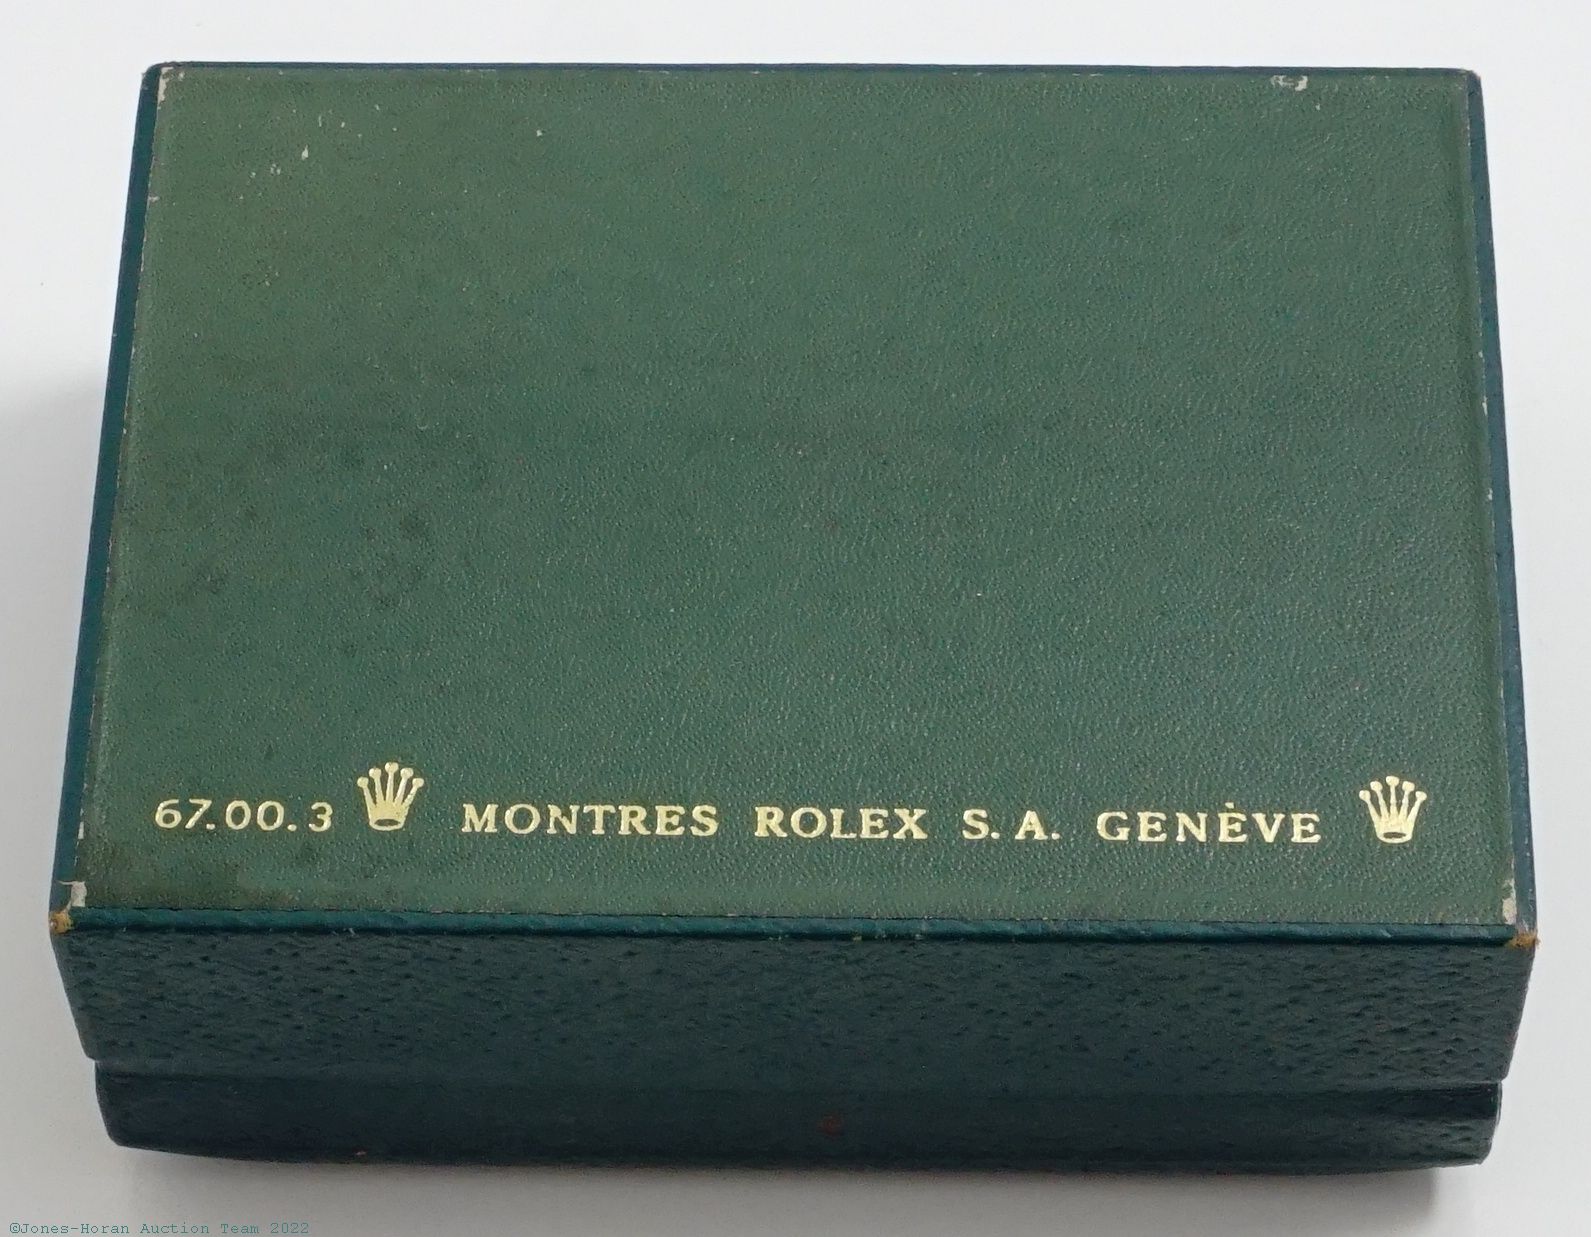 67.00.3 MONTRES ROLEX S.A. GENÈVE
©Jones-Horan Auction Team 2022